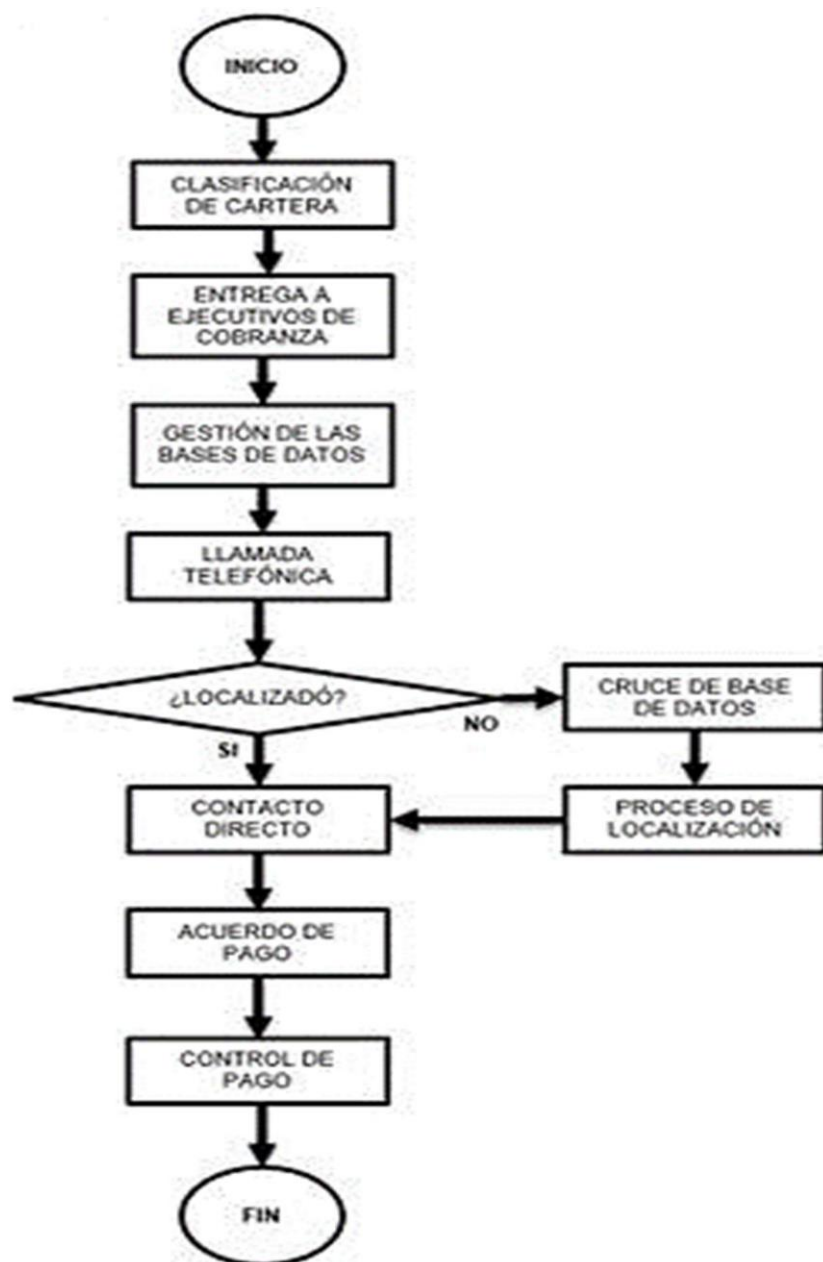 INICIO
CLASIFICACIÓN
DE CARTERA
ENTREGA A
EJECUTIVOS DE
COBRANZA
GESTIÓN DE LAS
BASES DE DATOS
LLAMADA
TELEFÓNICA
¿LOCALIZADÓ?
NO
SI
CRUCE DE BASE
DE DATOS
PROCESO DE
LOCALIZACIÓN
CONTACTO
DIRECTO
ACUERDO DE
PAGO
CONTROL DE
PAGO
FIN